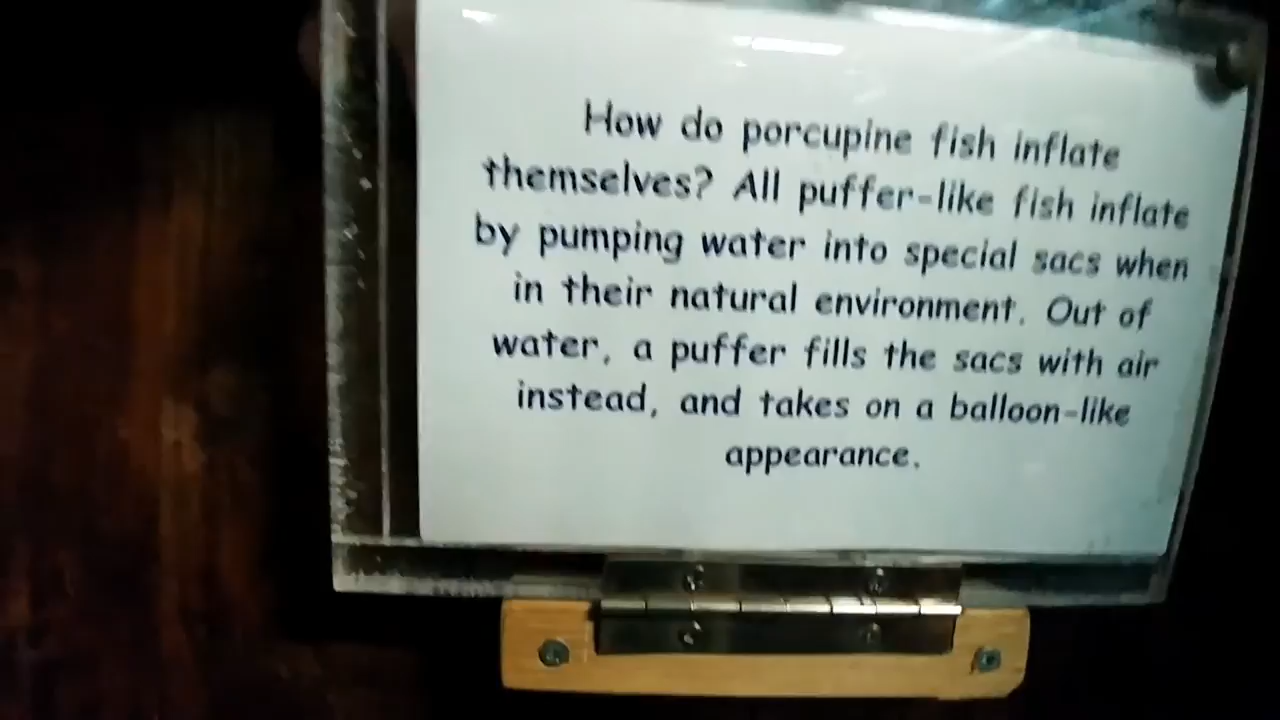 How do porcupine fish inflate
themselves? All puffer-like fish inflate
by pumping water into special sacs when
in their natural environment. Out of
water, a puffer fills the sacs with air
instead, and takes on a balloon-like
appearance.